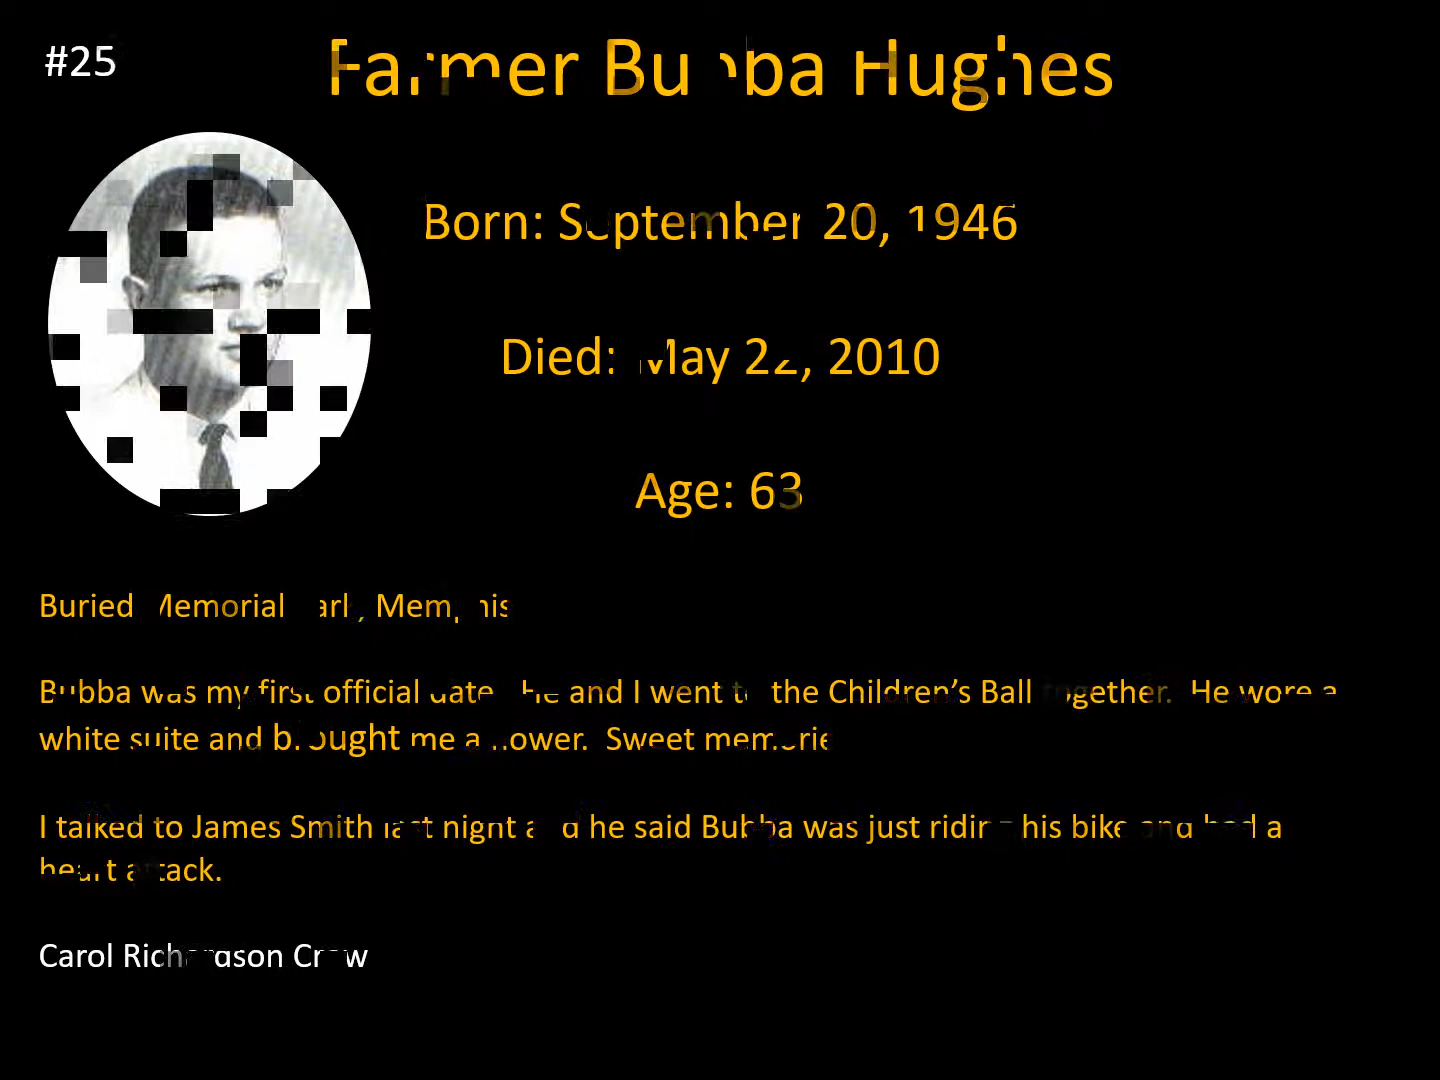 #25
Farmer Bubba Hughes
Born: September 20, 1946
Died: May 22, 2010
Age: 63
Buried Memorial Park, Memphis
Bubba was my first official date. He and I went to the Children's Ball together. He wore a
white suite and brought me a flower. Sweet memories
I talked to James Smith last night and he said Bubba was just riding his bike and had a
heart attack.
Carol Richardson Crow